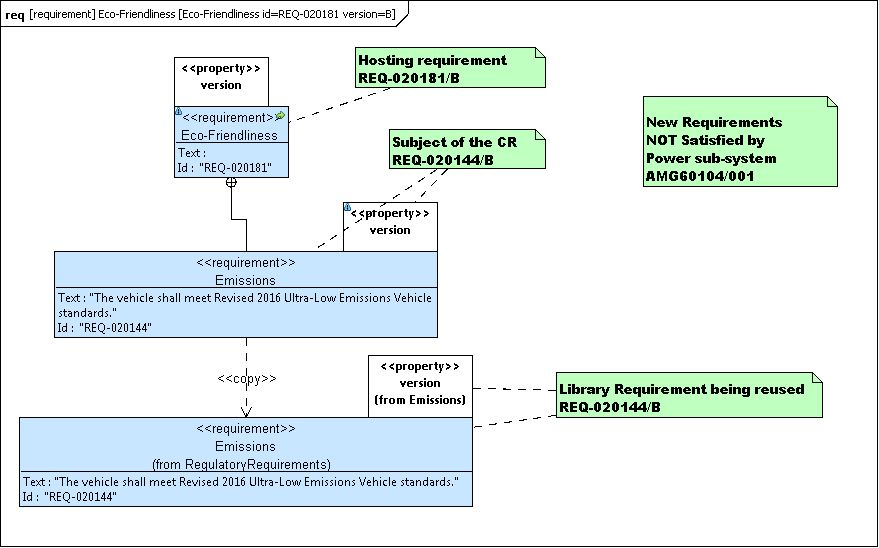 req [requirement] Eco-Friendliness [Eco-Friendliness id=REQ-020181 version=B]
<<property>>
version
Hosting requirement
REQ-020181/B
<<requirement>>
Eco-Friendliness
Text :
Id : "REQ-020181"
New Requirements
NOT Satisfied by
Power sub-system
AMG60104/001
Subject of the CR
REQ-020144/B
<<property>>
version
<<requirement>>
Emissions
Text : "The vehicle shall meet Revised 2016 Ultra-Low Emissions Vehicle
standards."
Id : "REQ-020144"
<<copy>>
<<property>>
version
(from Emissions)
Library Requirement being reused
REQ-020144/B
<<requirement>>
Emissions
(from RegulatoryRequirements)
Text : "The vehicle shall meet Revised 2016 Ultra-Low Emissions Vehicle standards."
Id : "REQ-020144"